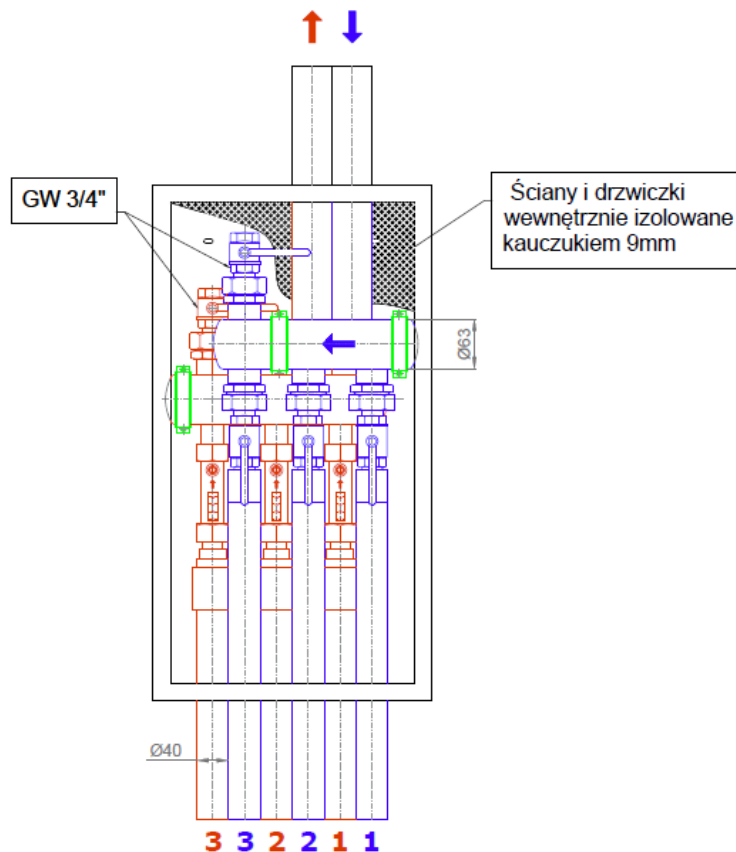 GW 3/4"
Ściany i drzwiczki
wewnętrznie izolowane
kauczukiem 9mm
0
Ø63
Ø40
3 3 2 2 1 1